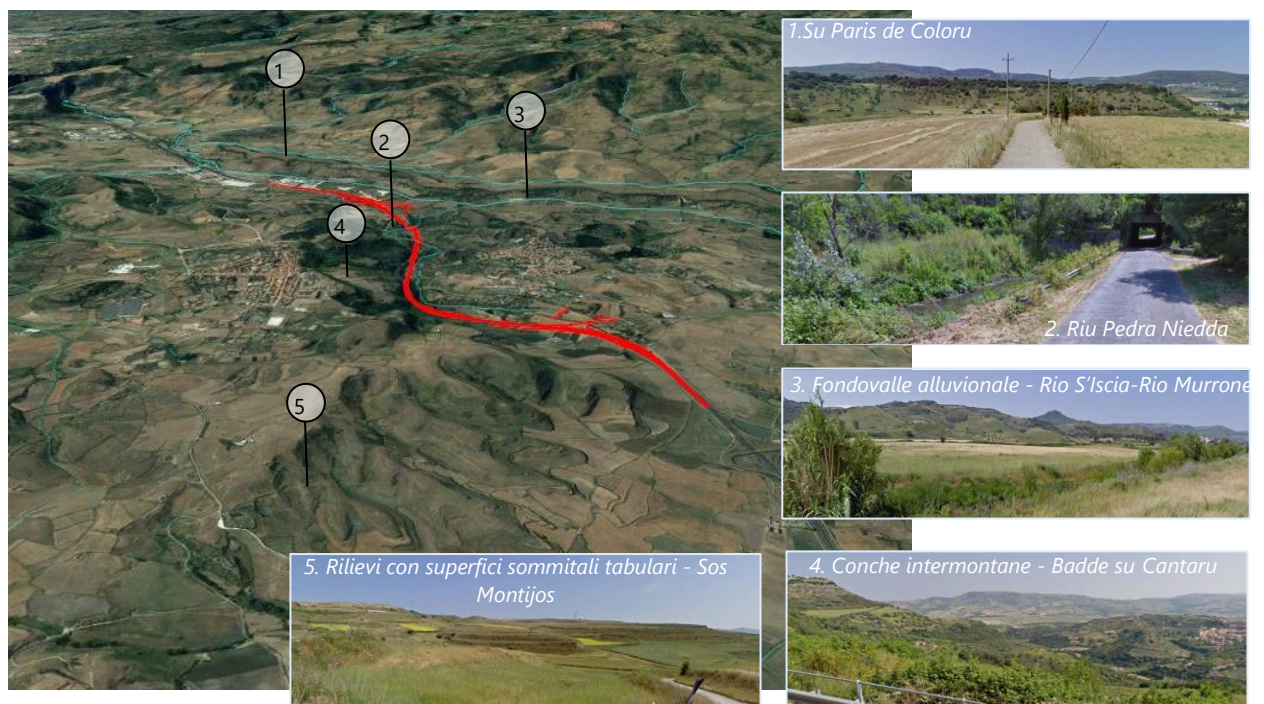 1
2
3
4
5
1.Su Paris de Coloru
2. Riu Pedra Niedda
3. Fondovalle alluvionale - Rio S'Iscia-Rio Murrone
4. Conche intermontane - Badde su Cantaru
5. Rilievi con superfici sommitali tabulari - Sos
Montijos